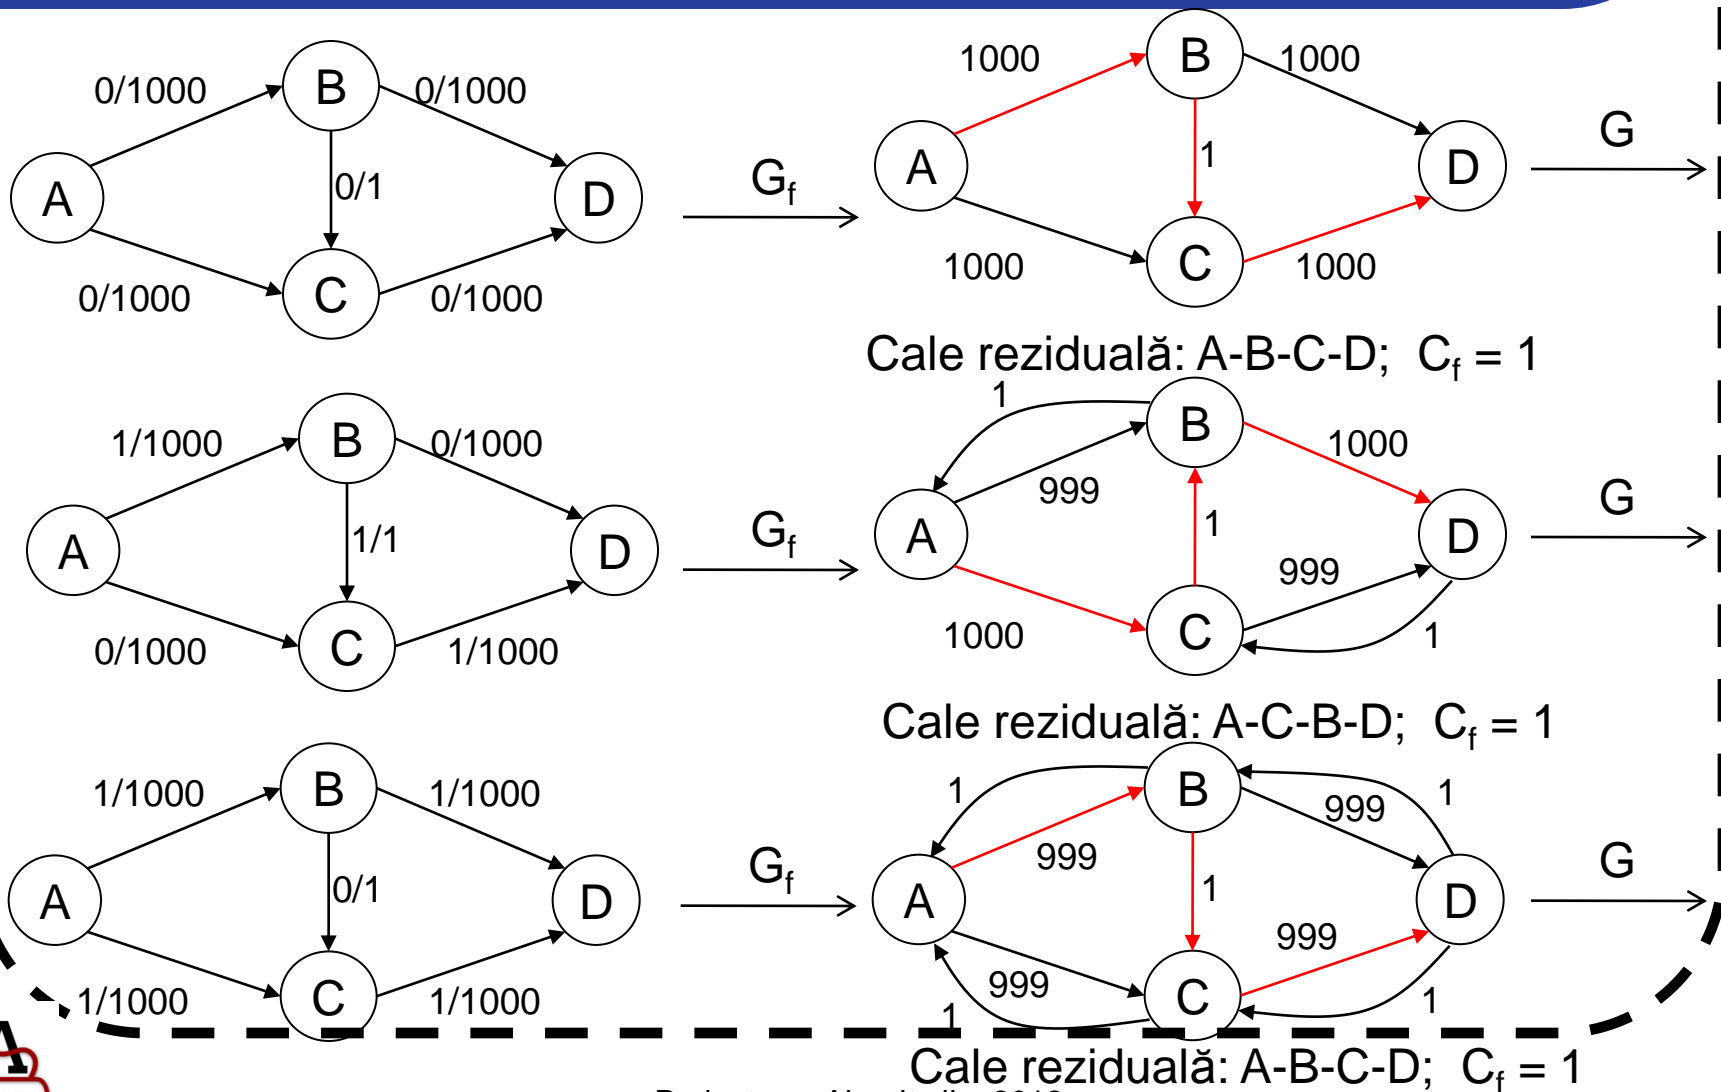 0/1000 B 0/1000
A 0/1 D
0/1000 C 0/1000
Gf
1000 B 1000
A 1 D
1000 C 1000
G
Cale reziduală: A-B-C-D; Cf = 1
1/1000 B 0/1000
A 1/1 D
0/1000 C 1/1000
Gf
1 B 1000
999
A 1 D
999
1000 C 1
G
Cale reziduală: A-C-B-D; Cf = 1
1/1000 B 1/1000
A 0/1 D
1/1000 C 1/1000
Gf
1 B 999 1
999
A 1 D
999
999 C 1
1
G
Cale reziduală: A-B-C-D; Cf = 1
A